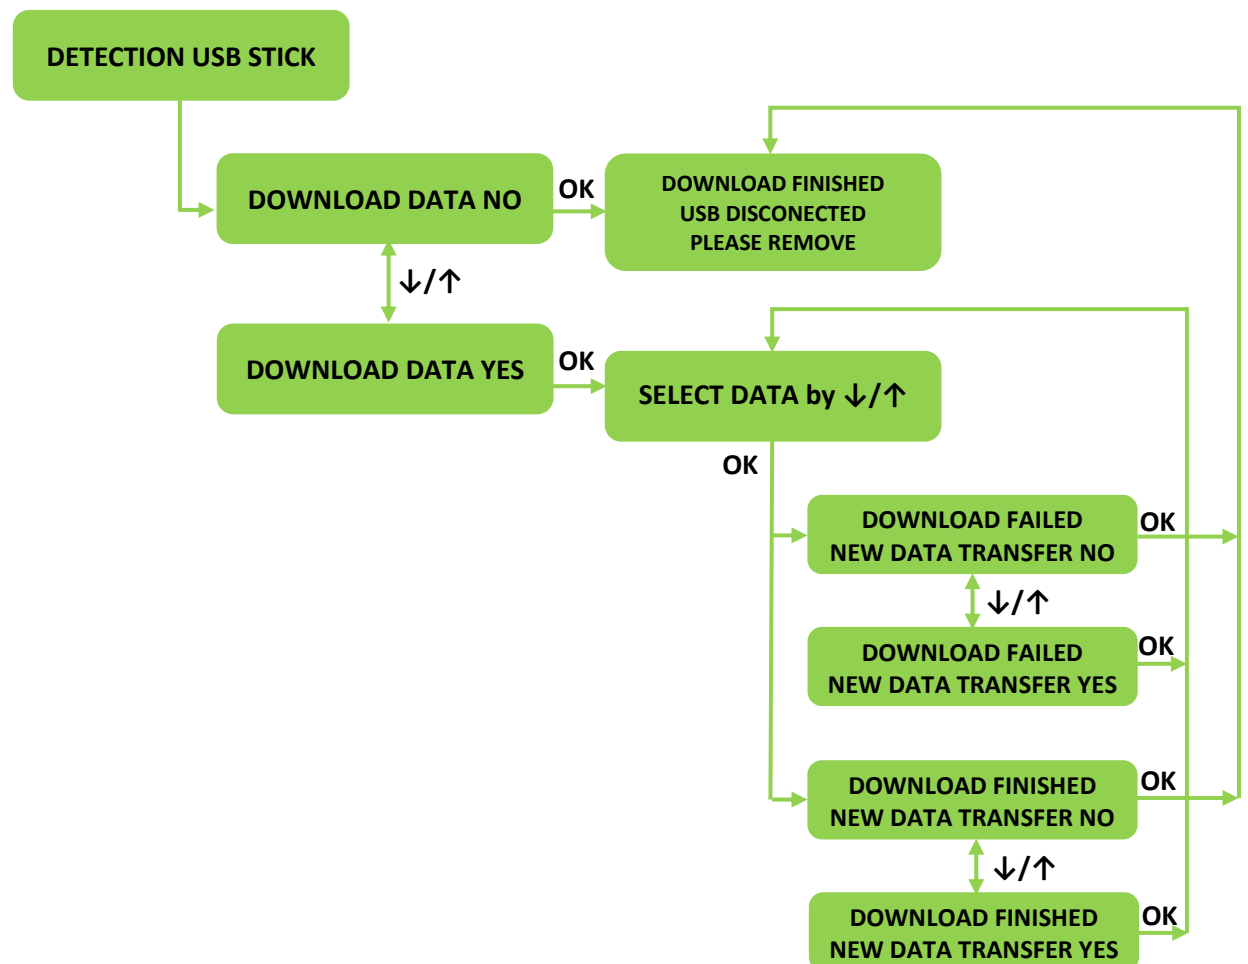 DETECTION USB STICK
DOWNLOAD DATA NO
OK
DOWNLOAD FINISHED
USB DISCONECTED
PLEASE REMOVE
↓/↑
DOWNLOAD DATA YES
OK
SELECT DATA by ↓/↑
OK
DOWNLOAD FAILED
NEW DATA TRANSFER NO
OK
↓/↑
DOWNLOAD FAILED
NEW DATA TRANSFER YES
OK
DOWNLOAD FINISHED
NEW DATA TRANSFER NO
OK
↓/↑
DOWNLOAD FINISHED
NEW DATA TRANSFER YES
OK